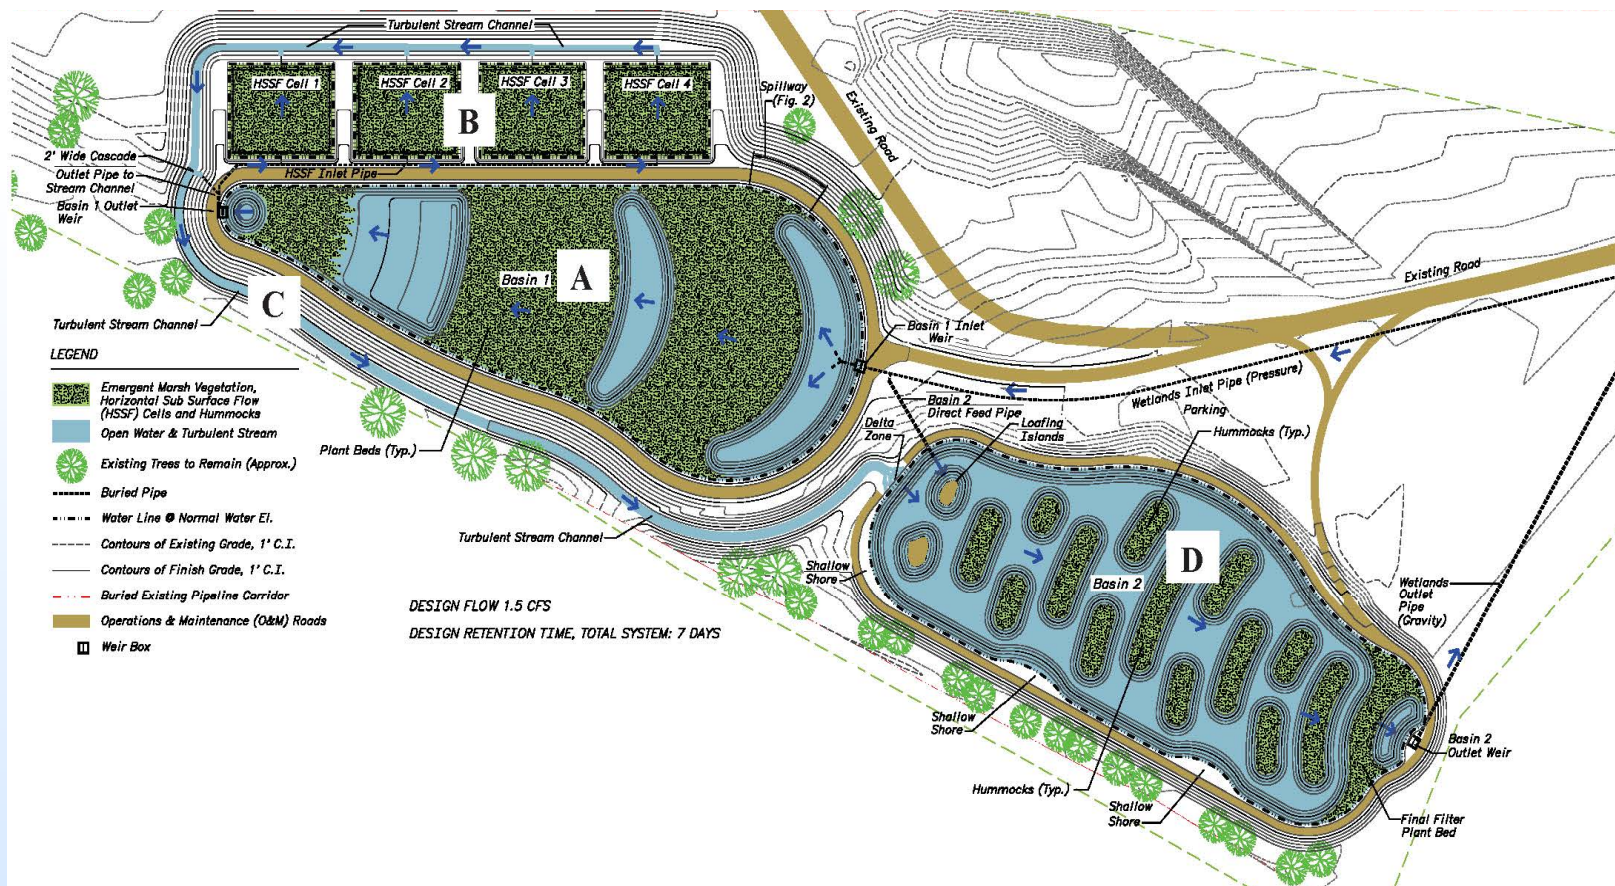 Turbulent Stream Channel
HSSF Cell 1
HSSF Cell 2
HSSF Cell 3
HSSF Cell 4
B
Spillway
(Fig. 2)
Existing Road
2' Wide Cascade
Outlet Pipe to
Stream Channel
Basin 1 Outlet
Weir
HSSF Inlet Pipe
Basin 1
A
C
Existing Road
Turbulent Stream Channel
Basin 1 Inlet
Weir
Wetlands Inlet Pipe (Pressure)
Parking
Basin 2
Direct Feed Pipe
Delta
Zone
Loafing
Islands
Hummocks (Typ.)
Plant Beds (Typ.)
LEGEND
Emergent Marsh Vegetation,
Horizontal Sub Surface Flow
(HSSF) Cells and Hummocks
Open Water & Turbulent Stream
Existing Trees to Remain (Approx.)
Buried Pipe
Water Line @ Normal Water El.
Contours of Existing Grade, 1' C.I.
Contours of Finish Grade, 1' C.I.
Buried Existing Pipeline Corridor
Operations & Maintenance (O&M) Roads
Weir Box
Turbulent Stream Channel
Shallow
Shore
D
Basin 2
Wetlands
Outlet
Pipe
(Gravity)
DESIGN FLOW 1.5 CFS
DESIGN RETENTION TIME, TOTAL SYSTEM: 7 DAYS
Shallow
Shore
Basin 2
Outlet Weir
Hummocks (Typ.)
Shallow
Shore
Final Filter
Plant Bed